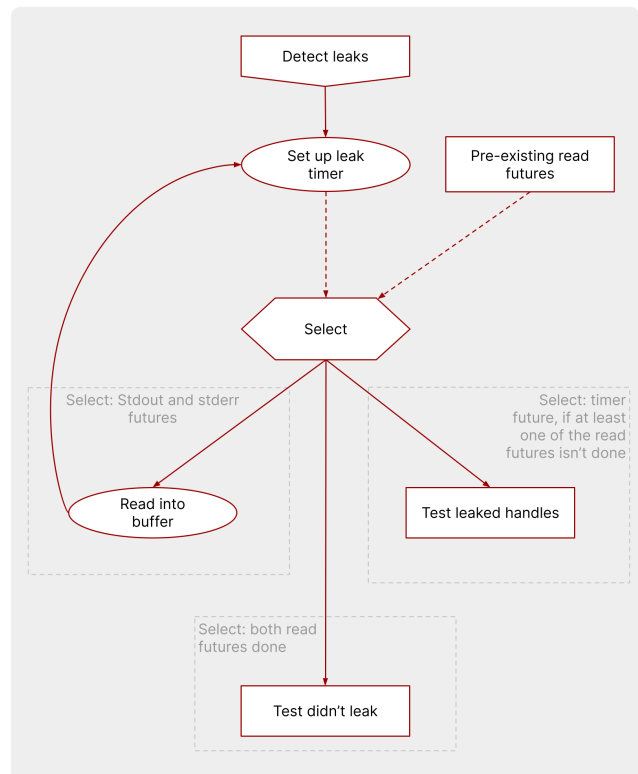 Detect leaks
Set up leak
timer
Pre-existing read
futures
Select
Select: Stdout and stderr
futures
Select: timer
future, if at least
one of the read
futures isn’t done
Read into
buffer
Test leaked handles
Select: both read
futures done
Test didn’t leak